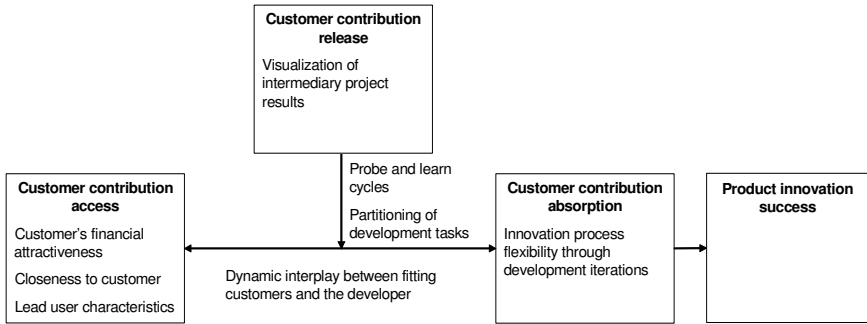 Customer contribution
release
Visualization of
intermediary project
results
Probe and learn
cycles
Partitioning of
development tasks
Customer contribution
access
Customer's financial
attractiveness
Closeness to customer
Lead user characteristics
Dynamic interplay between fitting
customers and the developer
Customer contribution
absorption
Innovation process
flexibility through
development iterations
Product innovation
success